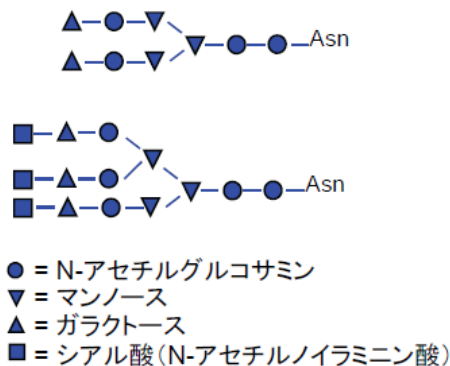 Asn
Asn
● = N-アセチルグルコサミン
▼ = マンノース
▲ = ガラクトース
■ = シアル酸(N-アセチルノイラミニン酸)